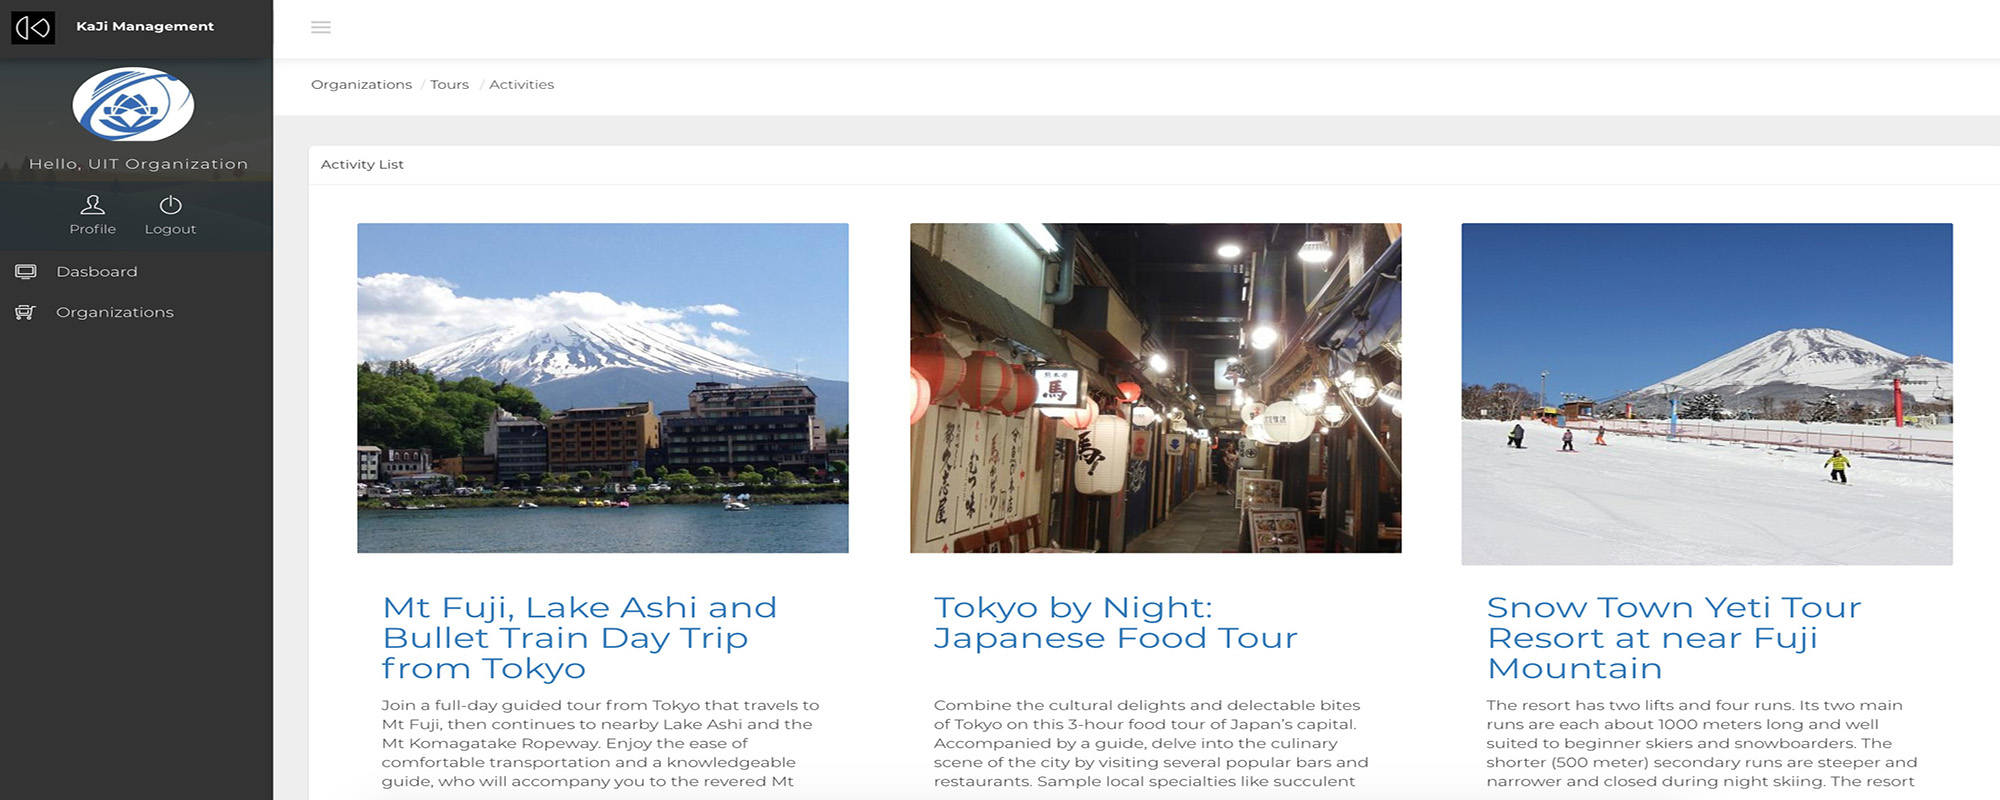 KaJi Management
Hello, UIT Organization
Profile
Logout
Dasboard
Organizations
Organizations / Tours / Activities
Activity List
馬
馬
Mt Fuji, Lake Ashi and
Bullet Train Day Trip
from Tokyo
Join a full-day guided tour from Tokyo that travels to
Mt Fuji, then continues to nearby Lake Ashi and the
Mt Komagatake Ropeway. Enjoy the ease of
comfortable transportation and a knowledgeable
guide, who will accompany you to the revered Mt
Tokyo by Night:
Japanese Food Tour
Combine the cultural delights and delectable bites
of Tokyo on this 3-hour food tour of Japan’s capital.
Accompanied by a guide, delve into the culinary
scene of the city by visiting several popular bars and
restaurants. Sample local specialties like succulent
Snow Town Yeti Tour
Resort at near Fuji
Mountain
The resort has two lifts and four runs. Its two main
runs are each about 1000 meters long and well
suited to beginner skiers and snowboarders. The
shorter (500 meter) secondary runs are steeper and
narrower and closed during night skiing. The resort